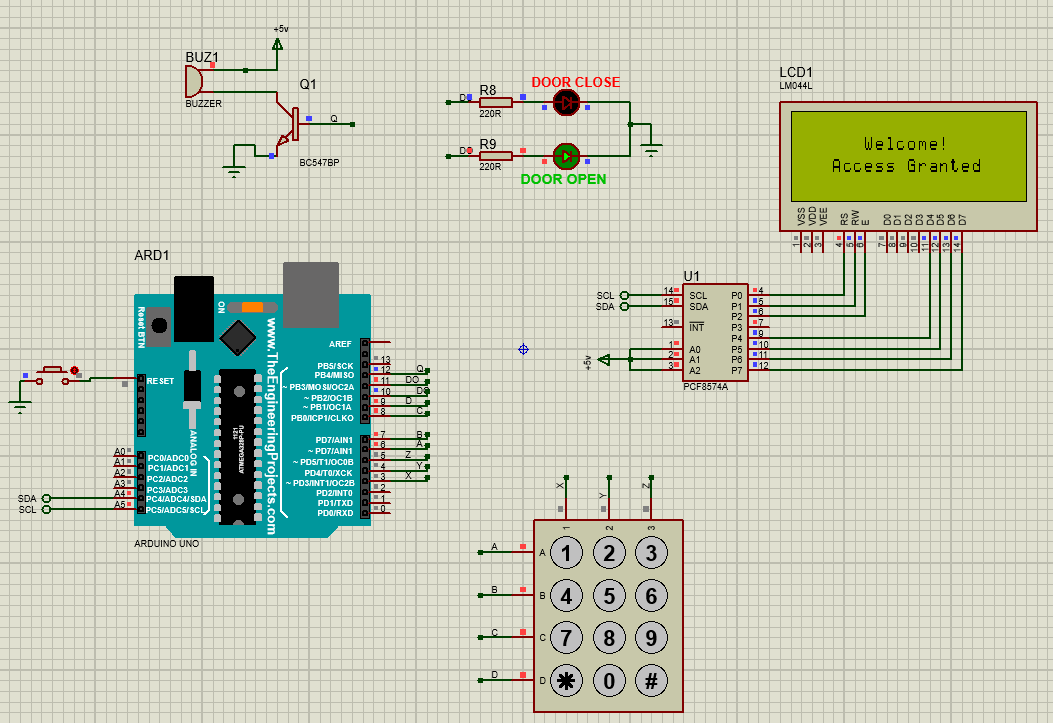 +5v
BUZ1
BUZZER
Q1
Q
BC547BP
DOOR CLOSE
R8
220R
R9
220R
DOOR OPEN
LCD1
LM044L
Welcome!
Access Granted
VSS VDD VEE RS RW E D0 D1 D2 D3 D4 D5 D6 D7
1 2 3 4 5 6 7 8 9 10 11 12 13 14
U1
SCL 14 SCL P0 4
SDA 15 SDA P1 5
P2 6
13 INT P3 7
P4 9
1 A0 P5 10
2 A1 P6 11
3 A2 P7 12
+5v
PCF8574A
ARD1
Reset BTN
ON
www.TheEngineeringProjects.com
ANALOG IN
1121
ATMEGA328P-PU
RESET
AREF
PB5/SCK 13
PB4/MISO 12 Q
~ PB3/MOSI/OC2A 11 DO
~ PB2/OC1B 10
~ PB1/OC1A 9 D
PB0/ICP1/CLKO 8 C
PD7/AIN1 7 B
~ PD7/AIN1 6 A
~ PD5/T1/OC0B 5 Z
PD4/T0/XCK 4 Y
~ PD3/INT1/OC2B 3 X
PD2/INT0 2
PD1/TXD 1
PD0/RXD 0
A0 PC0/ADC0
A1 PC1/ADC1
A2 PC2/ADC2
A3 PC3/ADC3
SDA A4 PC4/ADC4/SDA
SCL A5 PC5/ADC5/SCL
ARDUINO UNO
X Y Z
1 2 3
A A 1 2 3
B B 4 5 6
C C 7 8 9
D D * 0 #